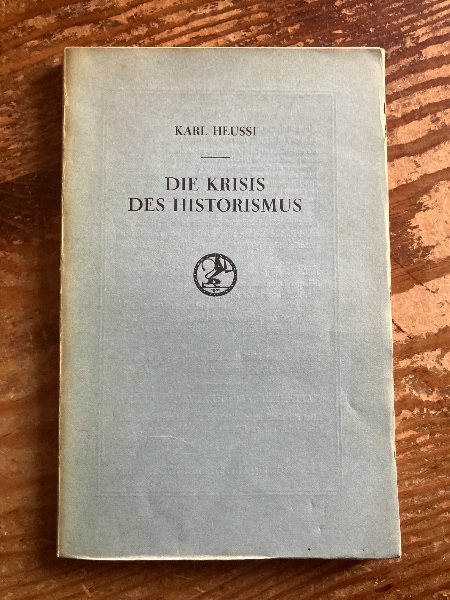 KARL HEUSSI
DIE KRISIS
DES HISTORISMUS